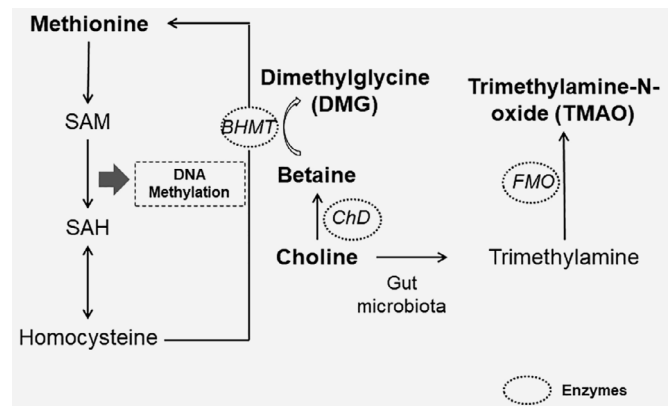 Methionine
SAM
DNA
Methylation
SAH
Homocysteine
BHMT
Dimethylglycine
(DMG)
Betaine
ChD
Choline
Gut
microbiota
Trimethylamine-N-
oxide (TMAO)
FMO
Trimethylamine
Enzymes